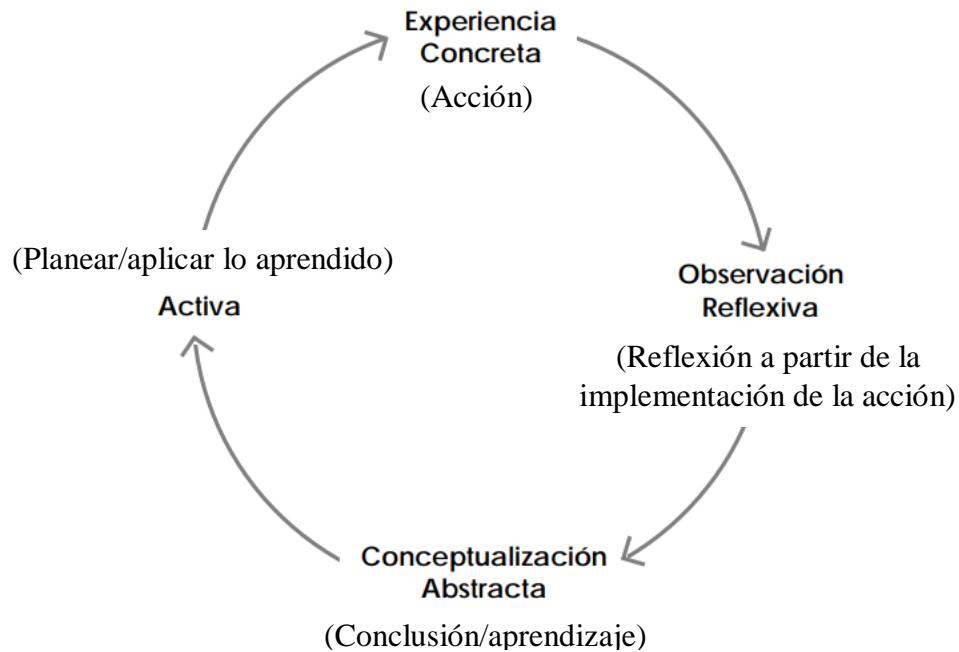 Experiencia
Concreta
(Acción)
(Planear/aplicar lo aprendido)
Activa
Observación
Reflexiva
(Reflexión a partir de la
implementación de la acción)
Conceptualización
Abstracta
(Conclusión/aprendizaje)